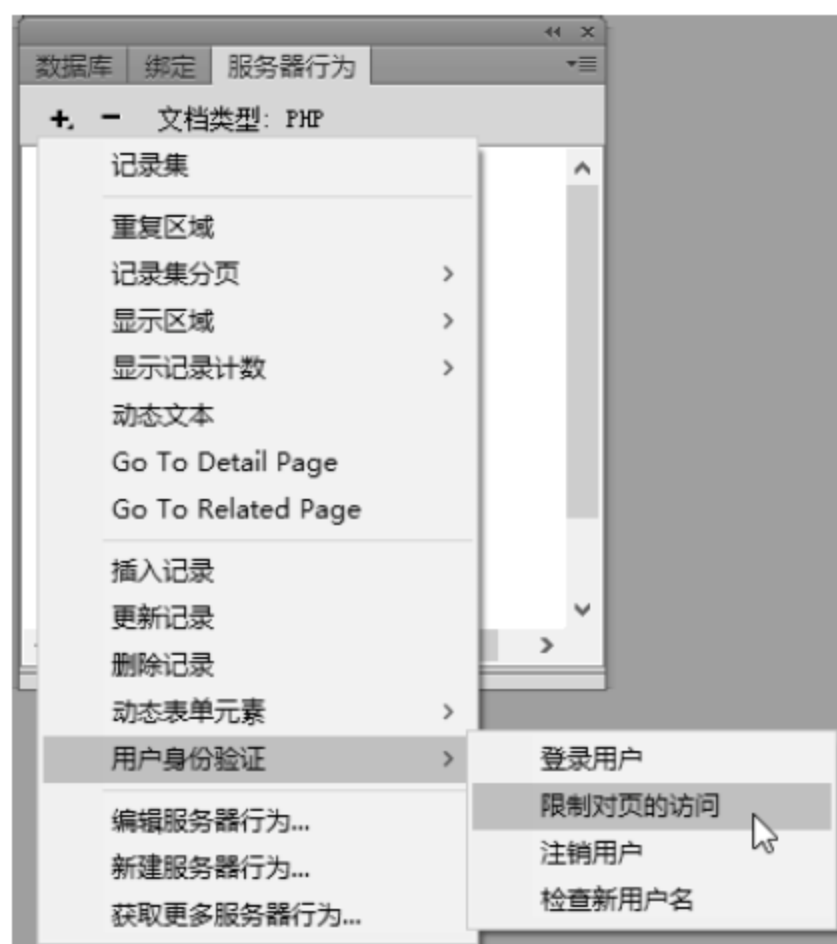 数据库 绑定 服务器行为
文档类型: PHP
记录集
重复区域
记录集分页
显示区域
显示记录计数
动态文本
Go To Detail Page
Go To Related Page
插入记录
更新记录
删除记录
动态表单元素
用户身份验证
编辑服务器行为...
新建服务器行为...
获取更多服务器行为...
登录用户
限制对页的访问
注销用户
检查新用户名